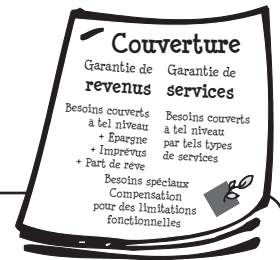 Couverture
Garantie de
revenus
Besoins couverts
à tel niveau
+ Épargne
+ Imprévus
+ Part de rêve
Garantie de
services
Besoins couverts
à tel niveau
par tels types
de services
Besoins spéciaux
Compensation
pour des limitations
fonctionnelles